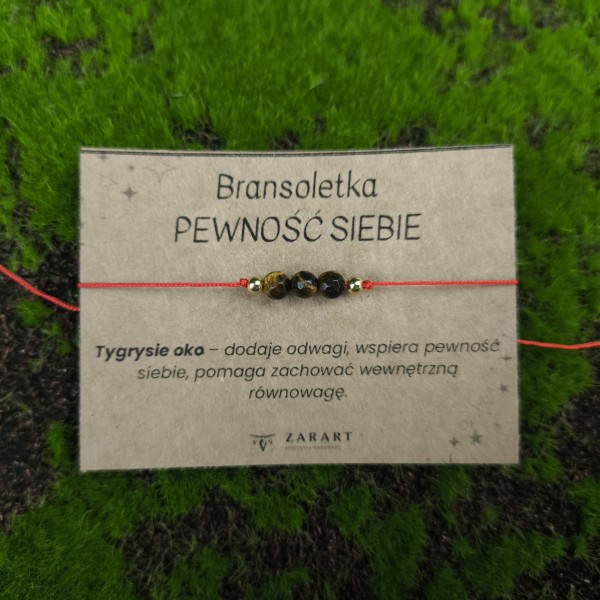 Bransoletka
PEWNOŚĆ SIEBIE
Tygrysie oko – dodaje odwagi, wspiera pewność
siebie, pomaga zachować wewnętrzną
równowagę.
ZARART